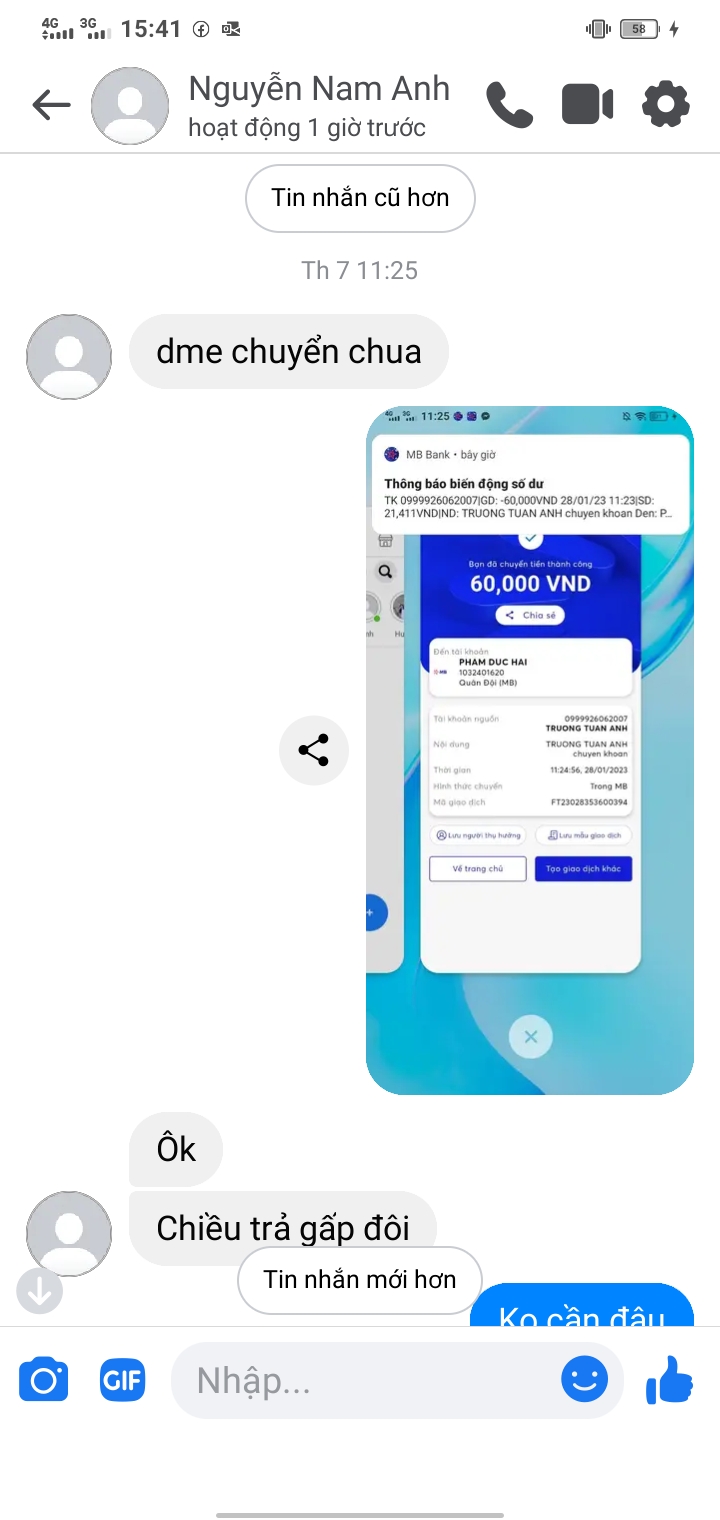 4G 3G 15:41 58
Nguyễn Nam Anh
hoạt động 1 giờ trước
Tin nhắn cũ hơn
Th 7 11:25
dme chuyển chua
4G 3G 11:25
MB Bank • bây giờ
Thông báo biến động số dư
TK 0999926062007|GD: -60,000VND 28/01/23 11:23|SD:
21,411VND|ND: TRUONG TUAN ANH chuyen khoan Den: P...
Bạn đã chuyển tiền thành công
60,000 VND
Chia sẻ
nh Hu
Đến tài khoản
PHAM DUC HAI
MB 1032401620
Quân Đội (MB)
Tài khoản nguồn 0999926062007
TRUONG TUAN ANH
Nội dung TRUONG TUAN ANH
chuyen khoan
Thời gian 11:24:56, 28/01/2023
Hình thức chuyển Trong MB
Mã giao dịch FT23028353600394
Lưu người thụ hưởng Lưu mẫu giao dịch
Về trang chủ Tạo giao dịch khác
Ôk
Chiều trả gấp đôi
Tin nhắn mới hơn
Ko cần đâu
GIF Nhập...